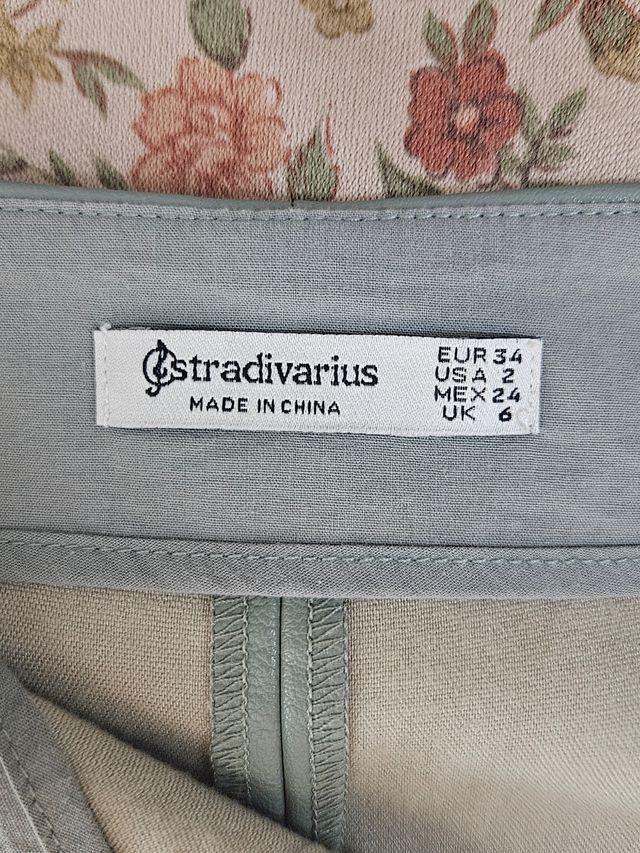 stradivarius
MADE IN CHINA
EUR 34
USA 2
MEX 24
UK 6